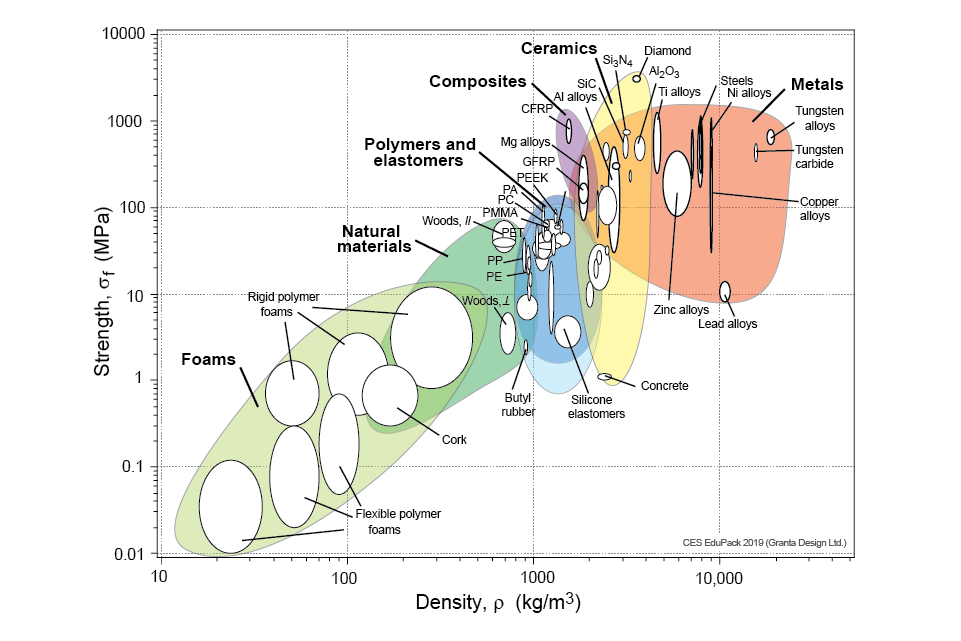 Ceramics
Si3N4
Diamond
Composites
SiC
Al2O3
Steels
Metals
Al alloys
Ti alloys
Ni alloys
CFRP
Tungsten
alloys
Polymers and
elastomers
Mg alloys
GFRP
PEEK
Tungsten
carbide
PA
PC
PMMA
Copper
alloys
Woods, //
PET
Natural
materials
PP
PE
Rigid polymer
foams
Woods, ⊥
Zinc alloys
Lead alloys
Foams
Concrete
Butyl
rubber
Silicone
elastomers
Cork
Flexible polymer
foams
CES EduPack 2019 (Granta Design Ltd.)
10000
1000
100
10
1
0.1
0.01
Strength, σf (MPa)
10
100
1000
10,000
Density, ρ (kg/m3)